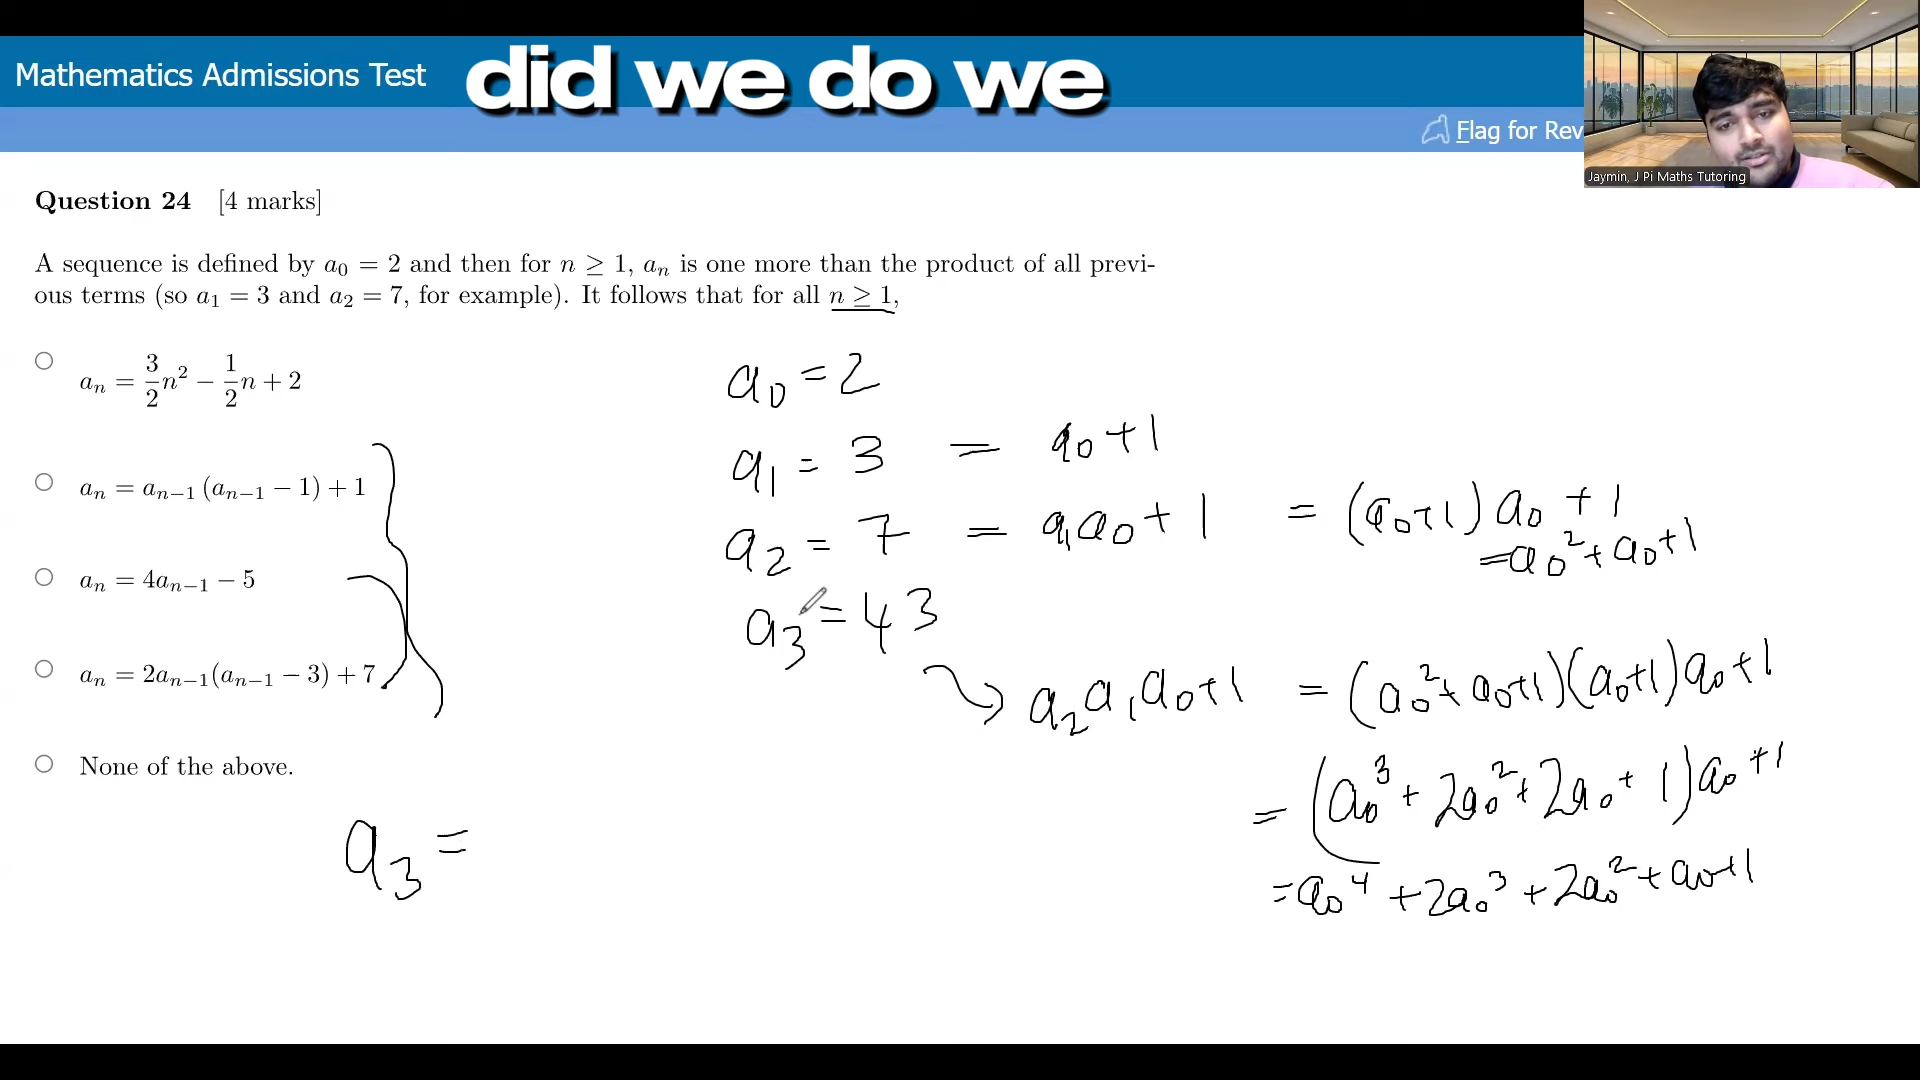 Mathematics Admissions Test
did we do we
Flag for Rev
Jaymin, J Pi Maths Tutoring
Question 24 [4 marks]
A sequence is defined by a₀ = 2 and then for n ≥ 1, aₙ is one more than the product of all previ-
ous terms (so a₁ = 3 and a₂ = 7, for example). It follows that for all n ≥ 1,
aₙ = 3/2 n² − 1/2 n + 2
aₙ = aₙ₋₁ (aₙ₋₁ − 1) + 1
aₙ = 4aₙ₋₁ − 5
aₙ = 2aₙ₋₁(aₙ₋₁ − 3) + 7
None of the above.
a₃ =
a₀ = 2
a₁ = 3 = a₀+1
a₂ = 7 = a₁a₀+1 = (a₀+1)a₀+1
=a₀²+a₀+1
a₃ = 43
a₂a₁a₀+1 = (a₀²+a₀+1)(a₀+1)a₀+1
= (a₀³+2a₀²+2a₀+1)a₀+1
=a₀⁴+2a₀³+2a₀²+a₀+1